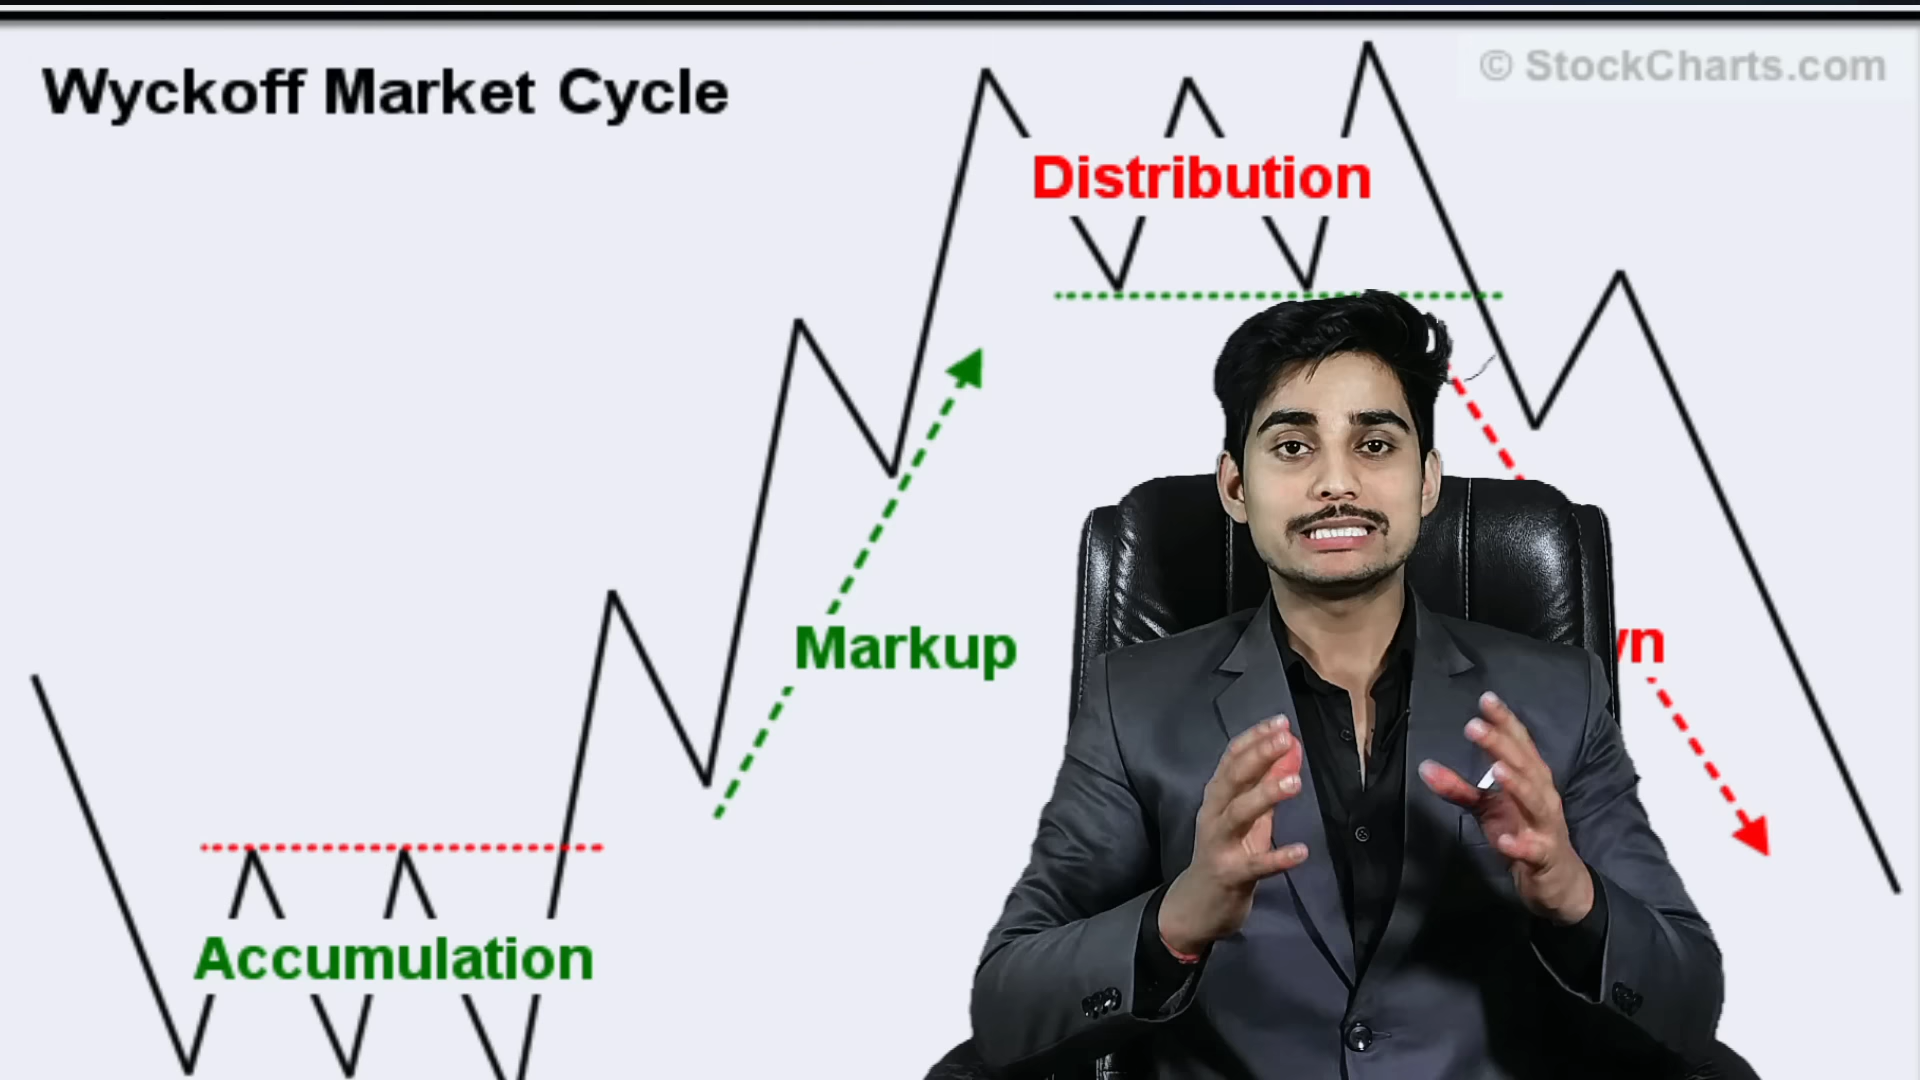 © StockCharts.com
Wyckoff Market Cycle
Distribution
Markup
Accumulation